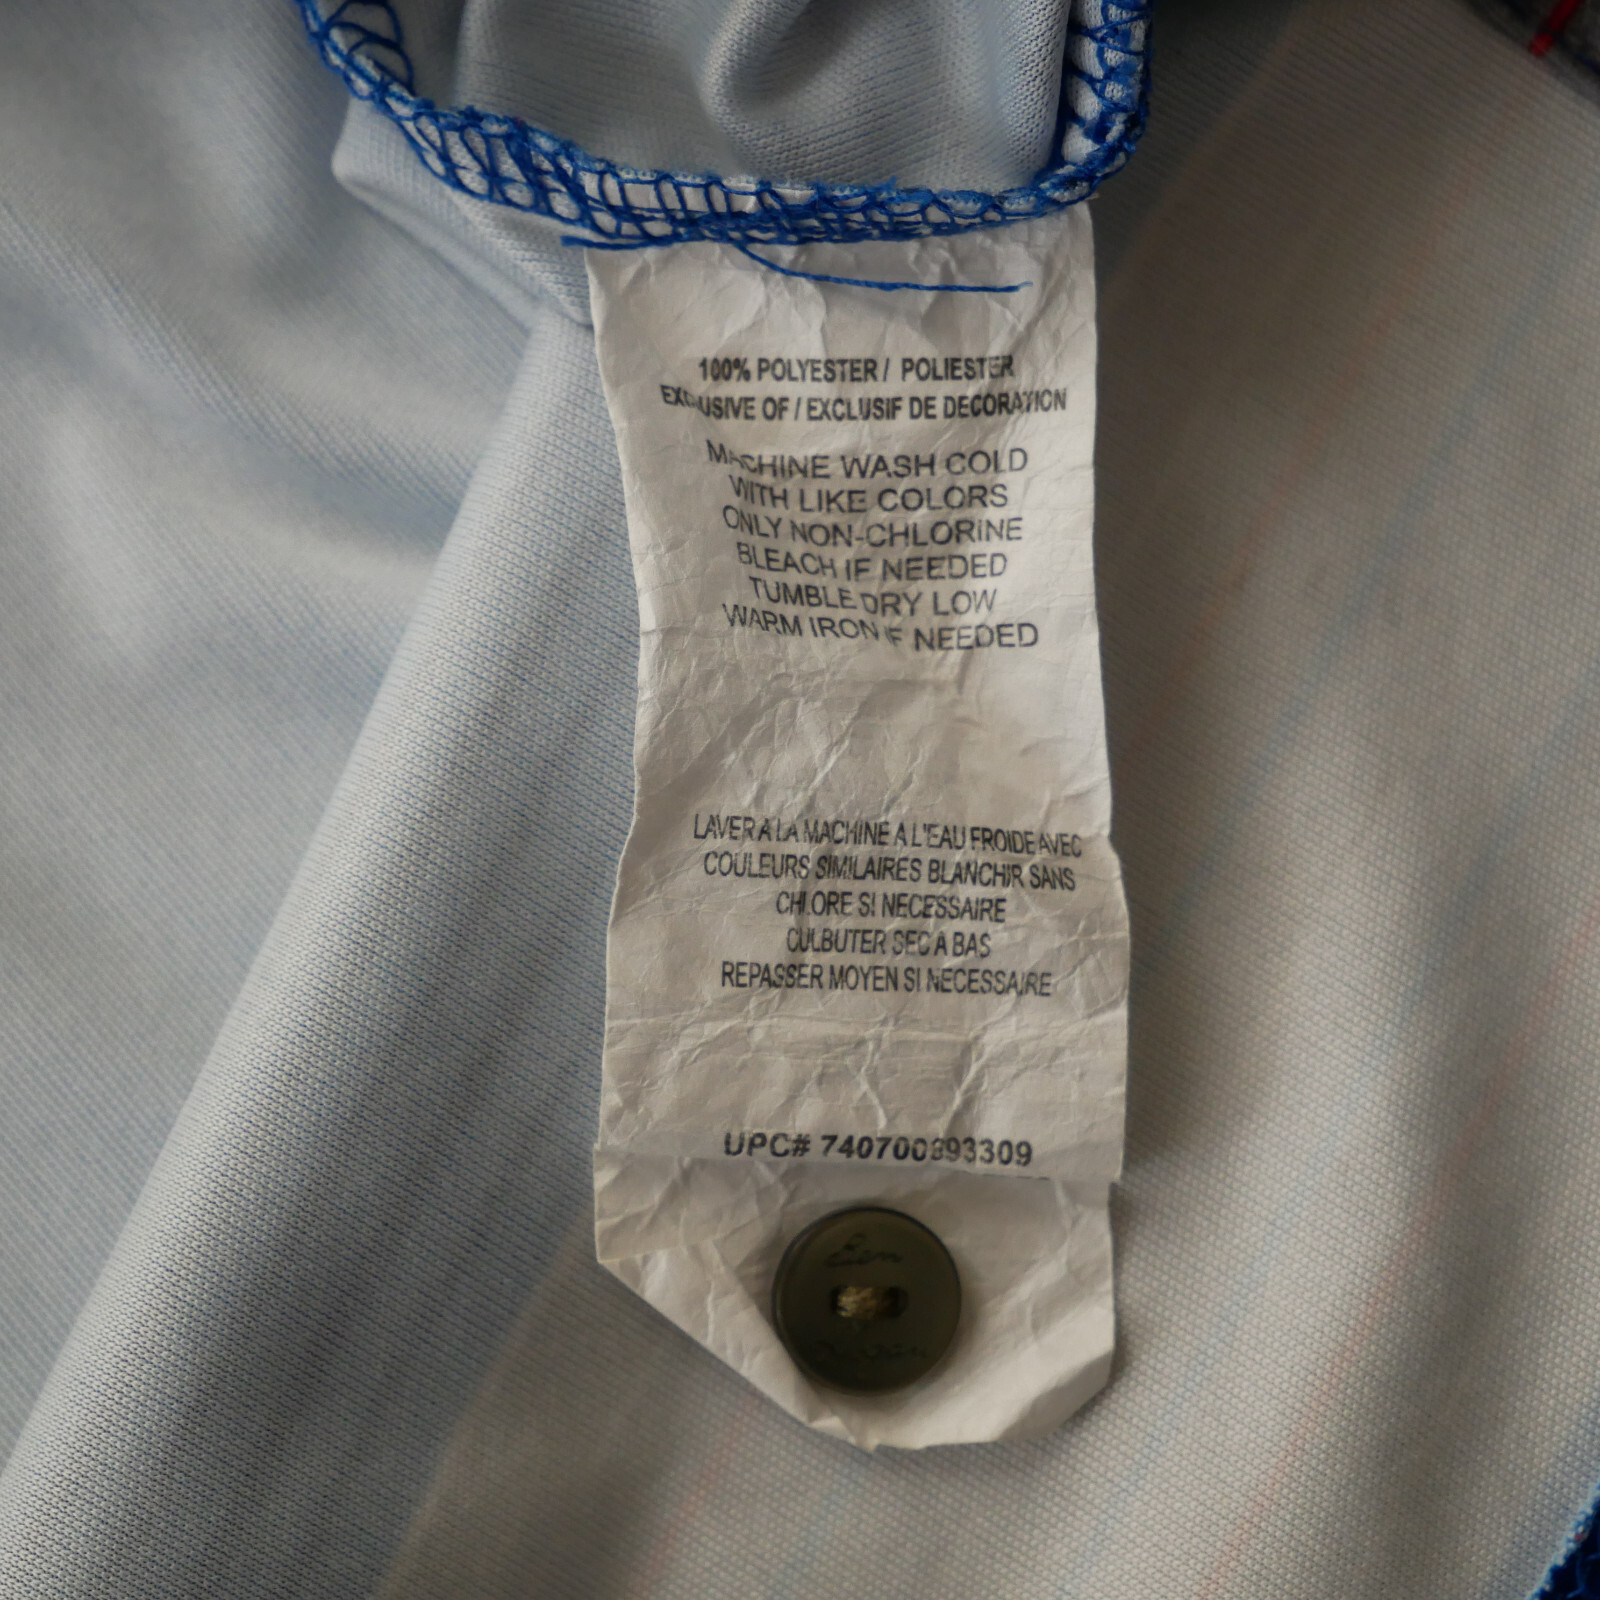 100% POLYESTER / POLIESTER
EXCLUSIVE OF / EXCLUSIF DE DECORATION
MACHINE WASH COLD
WITH LIKE COLORS
ONLY NON-CHLORINE
BLEACH IF NEEDED
TUMBLE DRY LOW
WARM IRON IF NEEDED
LAVER A LA MACHINE A L'EAU FROIDE AVEC
COULEURS SIMILAIRES BLANCHIR SANS
CHLORE SI NECESSAIRE
CULBUTER SEC A BAS
REPASSER MOYEN SI NECESSAIRE
UPC#